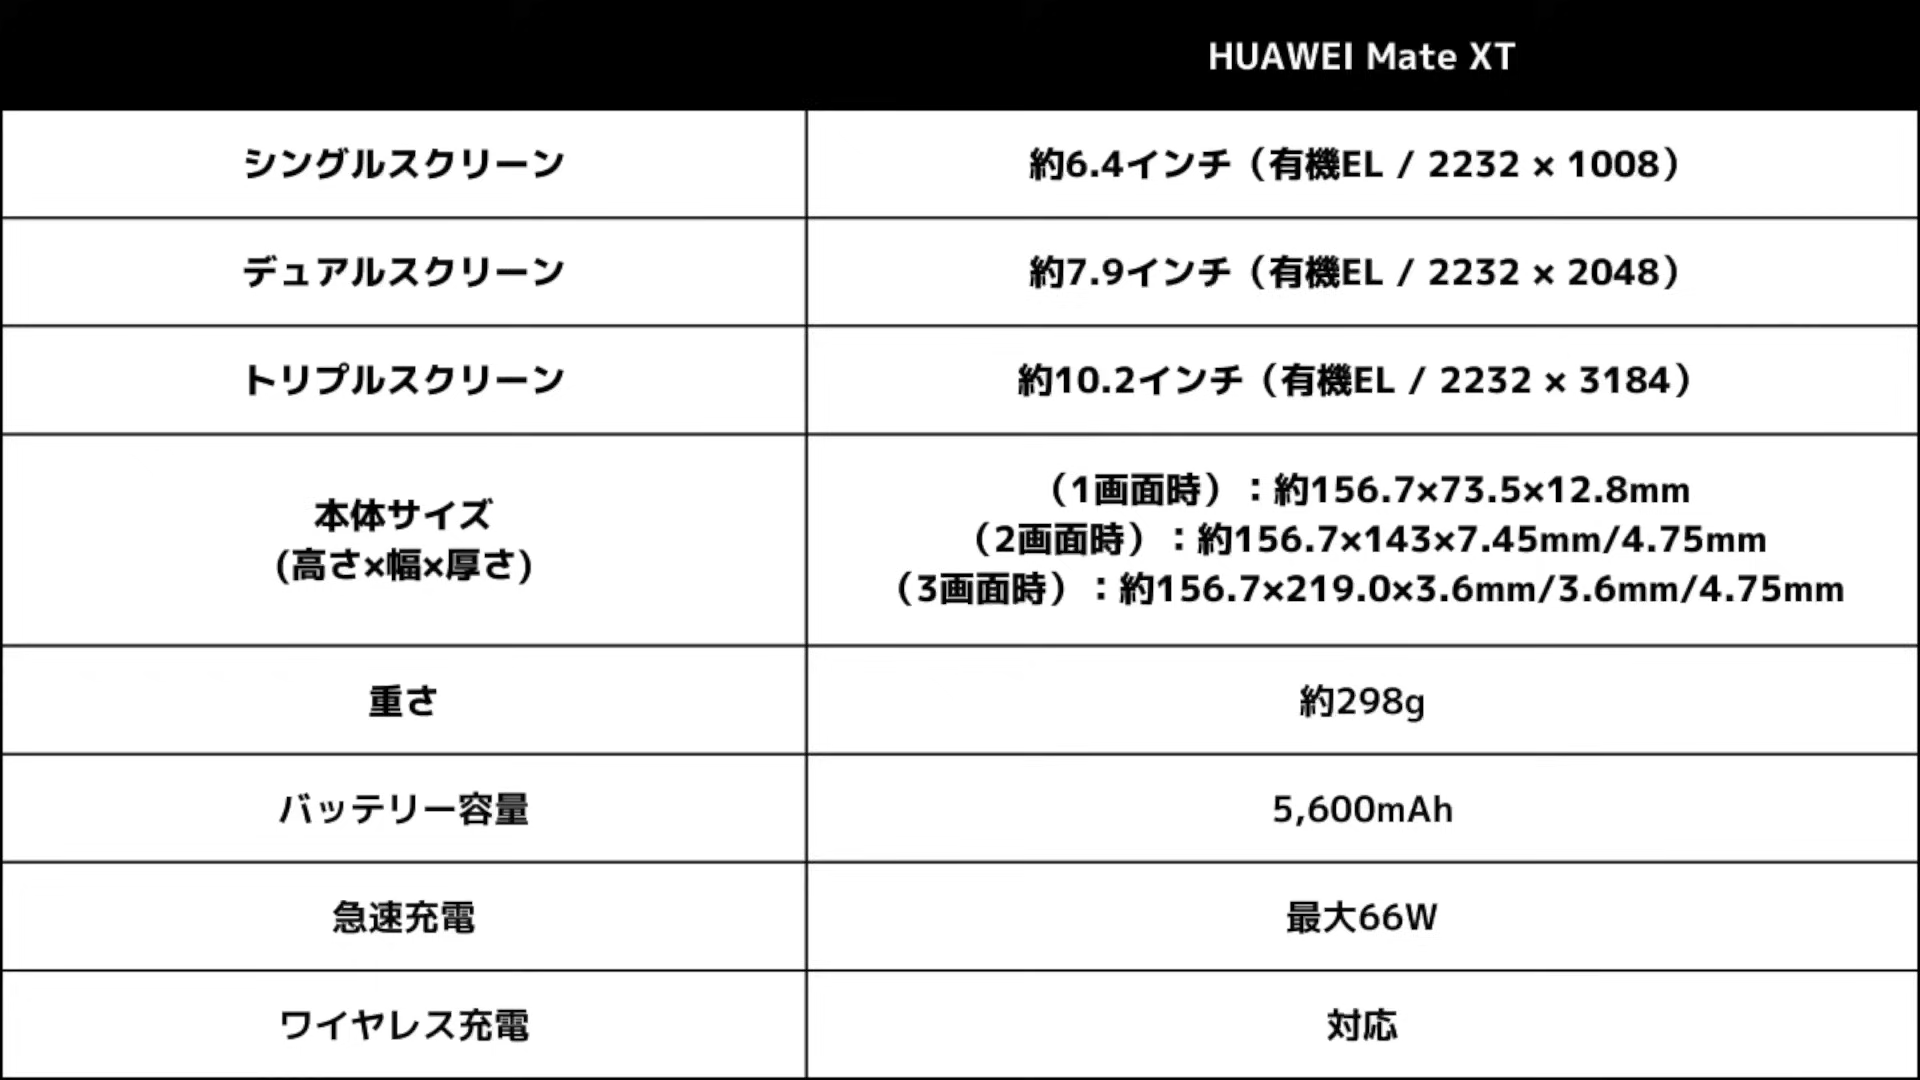 HUAWEI Mate XT
シングルスクリーン 約6.4インチ（有機EL / 2232 × 1008）
デュアルスクリーン 約7.9インチ（有機EL / 2232 × 2048）
トリプルスクリーン 約10.2インチ（有機EL / 2232 × 3184）
本体サイズ
(高さ×幅×厚さ)
（1画面時）：約156.7×73.5×12.8mm
（2画面時）：約156.7×143×7.45mm/4.75mm
（3画面時）：約156.7×219.0×3.6mm/3.6mm/4.75mm
重さ 約298g
バッテリー容量 5,600mAh
急速充電 最大66W
ワイヤレス充電 対応